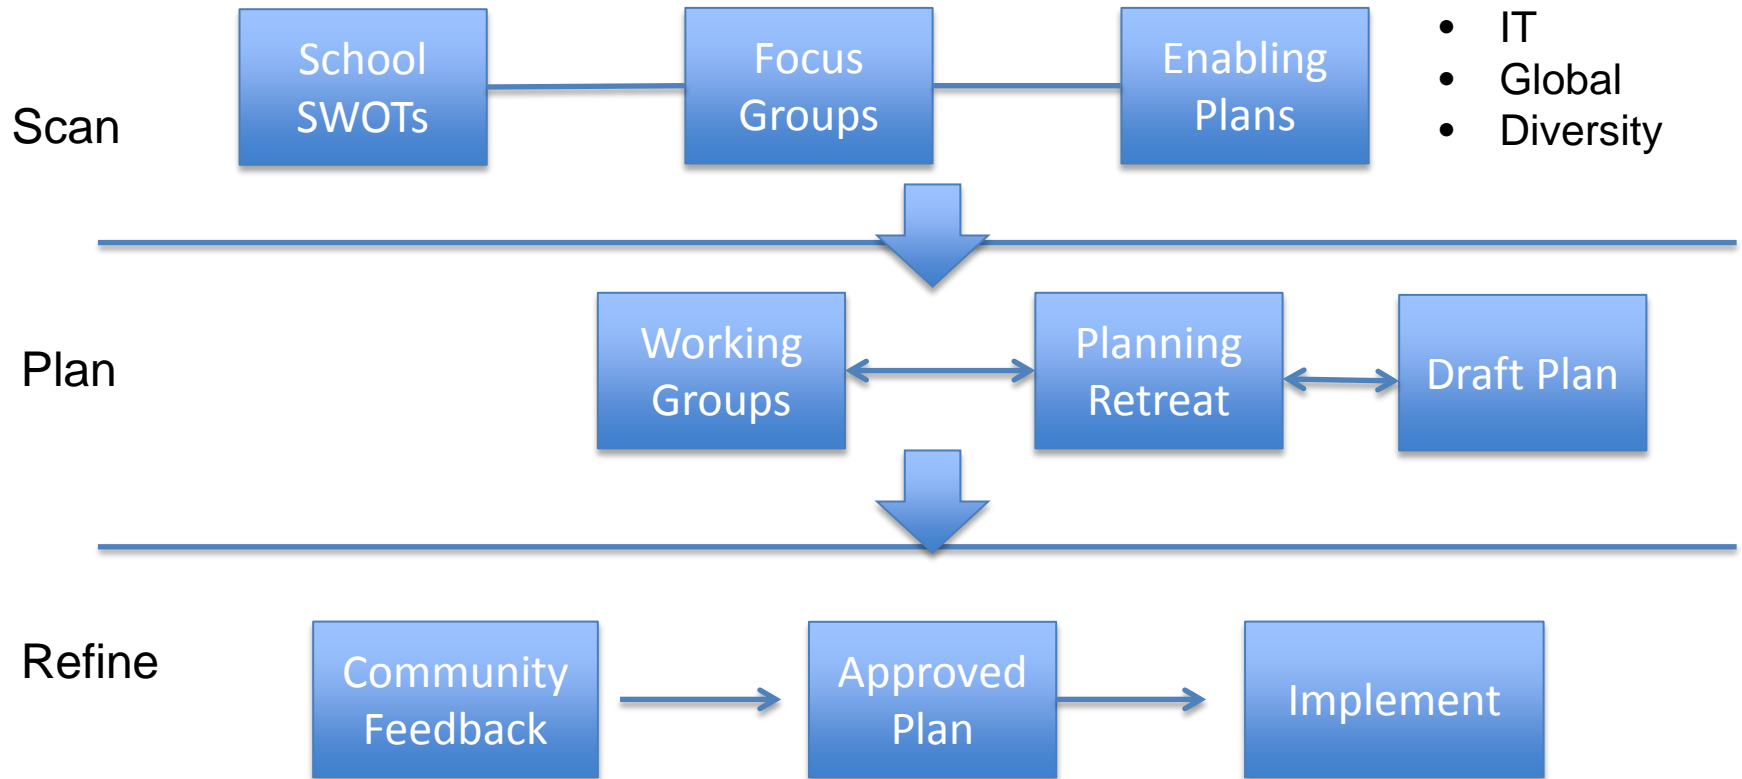 Scan
School
SWOTs
Focus
Groups
Enabling
Plans
• IT
• Global
• Diversity
Plan
Working
Groups
Planning
Retreat
Draft Plan
Refine
Community
Feedback
Approved
Plan
Implement